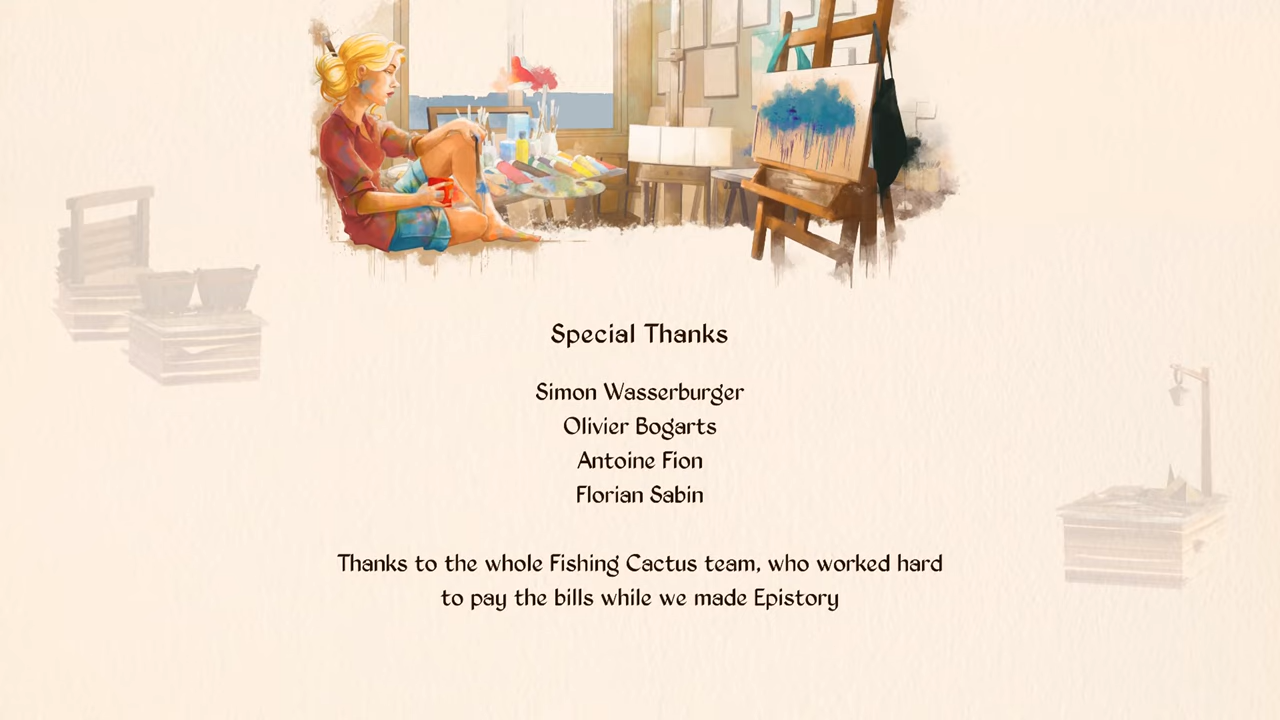 Special Thanks
Simon Wasserburger
Olivier Bogarts
Antoine Fion
Florian Sabin
Thanks to the whole Fishing Cactus team, who worked hard
to pay the bills while we made Epistory